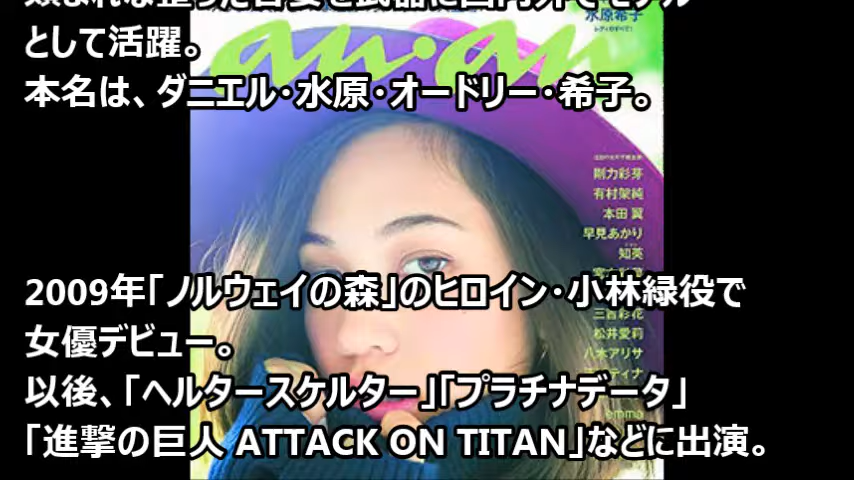 として活躍。
本名は、ダニエル・水原・オードリー・希子。
2009年「ノルウェイの森」のヒロイン・小林緑役で
女優デビュー。
以後、「ヘルタースケルター」「プラチナデータ」
「進撃の巨人 ATTACK ON TITAN」などに出演。
an·an
水原希子
剛力彩芽
有村架純
本田 翼
早見あかり
知英
三吉彩花
松井愛莉
八木アリサ
emma